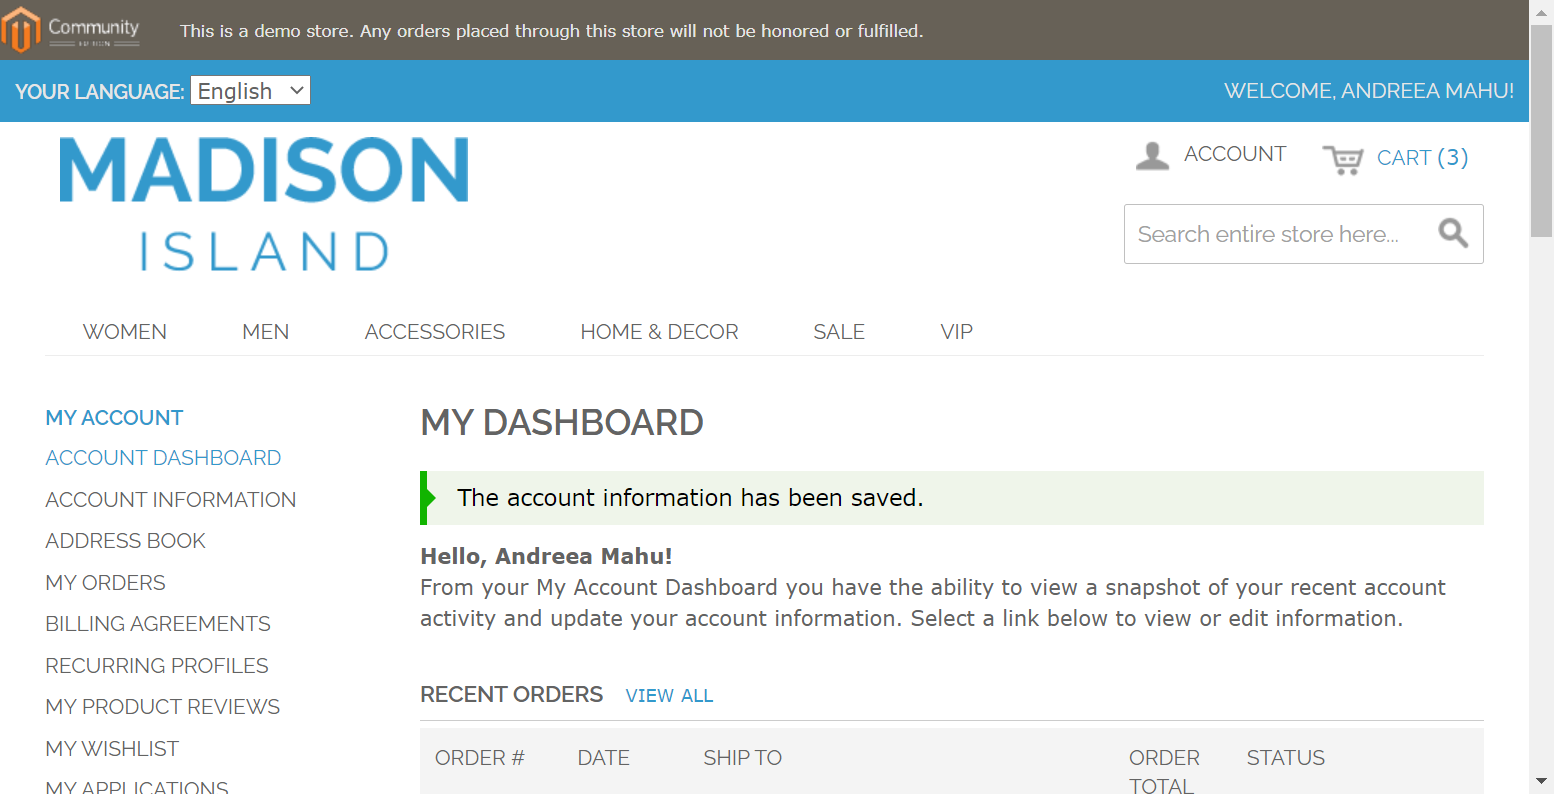 Community
EDITION
This is a demo store. Any orders placed through this store will not be honored or fulfilled.
YOUR LANGUAGE: English
WELCOME, ANDREEA MAHU!
MADISON
ISLAND
ACCOUNT
CART (3)
Search entire store here...
WOMEN MEN ACCESSORIES HOME & DECOR SALE VIP
MY ACCOUNT
ACCOUNT DASHBOARD
ACCOUNT INFORMATION
ADDRESS BOOK
MY ORDERS
BILLING AGREEMENTS
RECURRING PROFILES
MY PRODUCT REVIEWS
MY WISHLIST
MY APPLICATIONS
MY DASHBOARD
The account information has been saved.
Hello, Andreea Mahu!
From your My Account Dashboard you have the ability to view a snapshot of your recent account
activity and update your account information. Select a link below to view or edit information.
RECENT ORDERS VIEW ALL
ORDER # DATE SHIP TO ORDER TOTAL STATUS